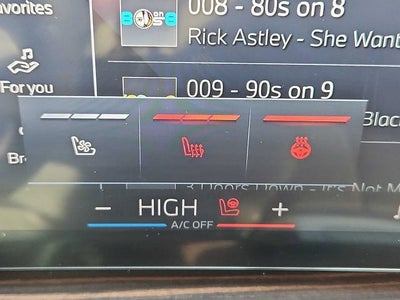 avorites
80s on 8
008 - 80s on 8
Rick Astley - She Want
For you
009 - 90s on 9
Blac
Br
3 Doors Down - It's Not M
− HIGH +
A/C OFF